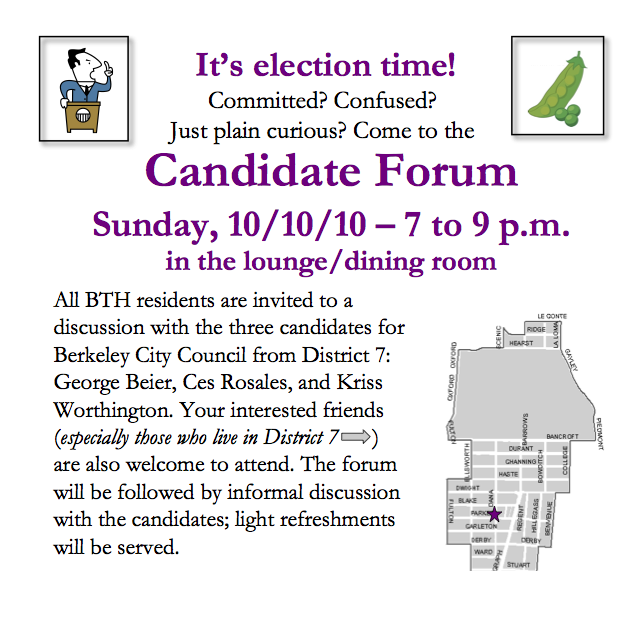 It's election time!
Committed? Confused?
Just plain curious? Come to the
Candidate Forum
Sunday, 10/10/10 – 7 to 9 p.m.
in the lounge/dining room
All BTH residents are invited to a
discussion with the three candidates for
Berkeley City Council from District 7:
George Beier, Ces Rosales, and Kriss
Worthington. Your interested friends
(especially those who live in District 7 )
are also welcome to attend. The forum
will be followed by informal discussion
with the candidates; light refreshments
will be served.
LE CONTE
SCENIC
RIDGE
LA LOMA
HEARST
GAYLEY
OXFORD
OXFORD
PIEDMONT
FULTON
BARROWS
BANCROFT
ELLSWORTH
DURANT
CHANNING
BOWDITCH
COLLEGE
HASTE
DWIGHT
BLAKE
DANA
FULTON
PARK
REGENT
HILLEGASS
BENVENUE
CARLETON
DERBY
DERBY
WARD
STUART